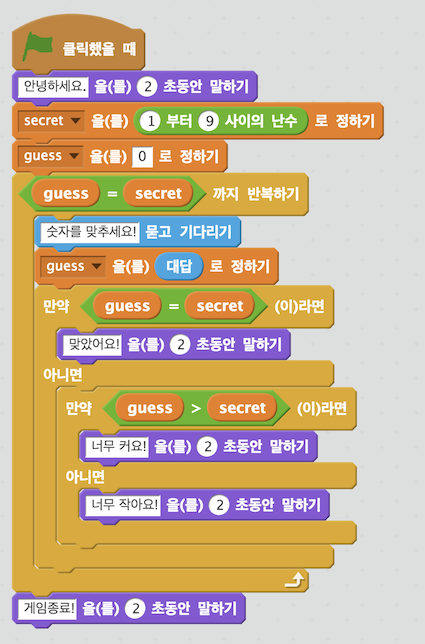 클릭했을 때
안녕하세요. 을(를) 2 초동안 말하기
secret 을(를) 1 부터 9 사이의 난수 로 정하기
guess 을(를) 0 로 정하기
guess = secret 까지 반복하기
숫자를 맞추세요! 묻고 기다리기
guess 을(를) 대답 로 정하기
만약 guess = secret (이)라면
맞았어요! 을(를) 2 초동안 말하기
아니면
만약 guess > secret (이)라면
너무 커요! 을(를) 2 초동안 말하기
아니면
너무 작아요! 을(를) 2 초동안 말하기
게임종료! 을(를) 2 초동안 말하기